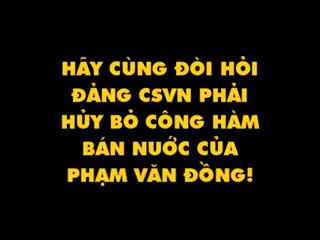 HÃY CÙNG ĐÒI HỎI
ĐẢNG CSVN PHẢI
HỦY BỎ CÔNG HÀM
BÁN NƯỚC CỦA
PHẠM VĂN ĐỒNG!